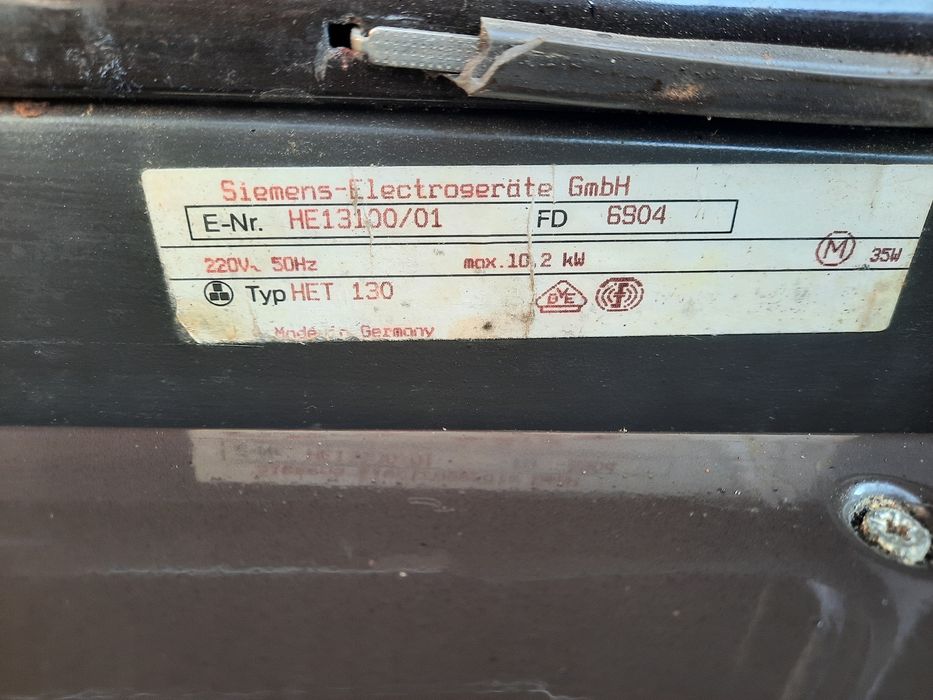 Siemens-Electrogeräte GmbH
E-Nr. HE13100/01 FD 6904
220V~ 50Hz max.10,2 kW M 35W
Typ HET 130 DVE
Made in Germany